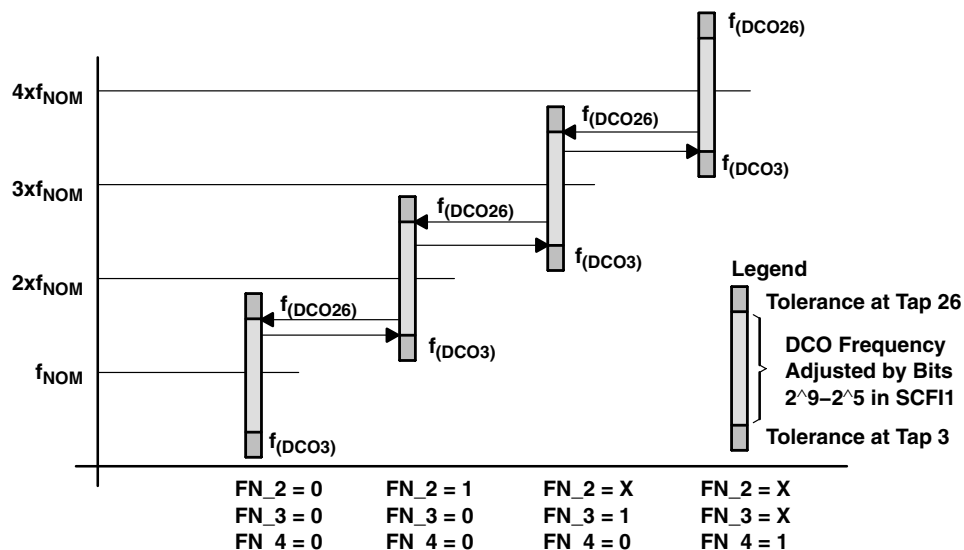 f(DCO26)
4xfNOM
f(DCO26)
f(DCO3)
3xfNOM
f(DCO26)
f(DCO3)
Legend
2xfNOM
Tolerance at Tap 26
f(DCO26)
f(DCO3)
DCO Frequency
Adjusted by Bits
2^9–2^5 in SCFI1
fNOM
Tolerance at Tap 3
f(DCO3)
FN_2 = 0 FN_2 = 1 FN_2 = X FN_2 = X
FN_3 = 0 FN_3 = 0 FN_3 = 1 FN_3 = X
FN_4 = 0 FN_4 = 0 FN_4 = 0 FN_4 = 1